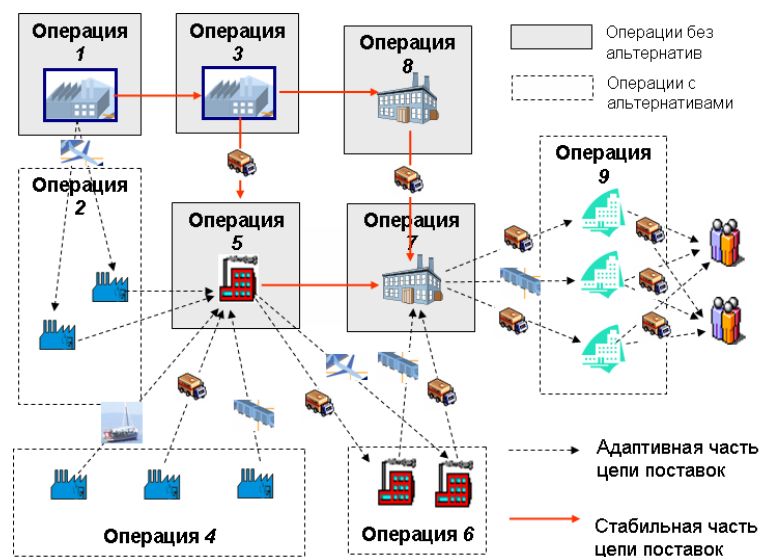 Операция
1
Операция
3
Операция
8
Операции без
альтернатив
Операции с
альтернативами
Операция
2
Операция
5
Операция
7
Операция
9
Операция 4
Операция 6
Адаптивная часть
цепи поставок
Стабильная часть
цепи поставок